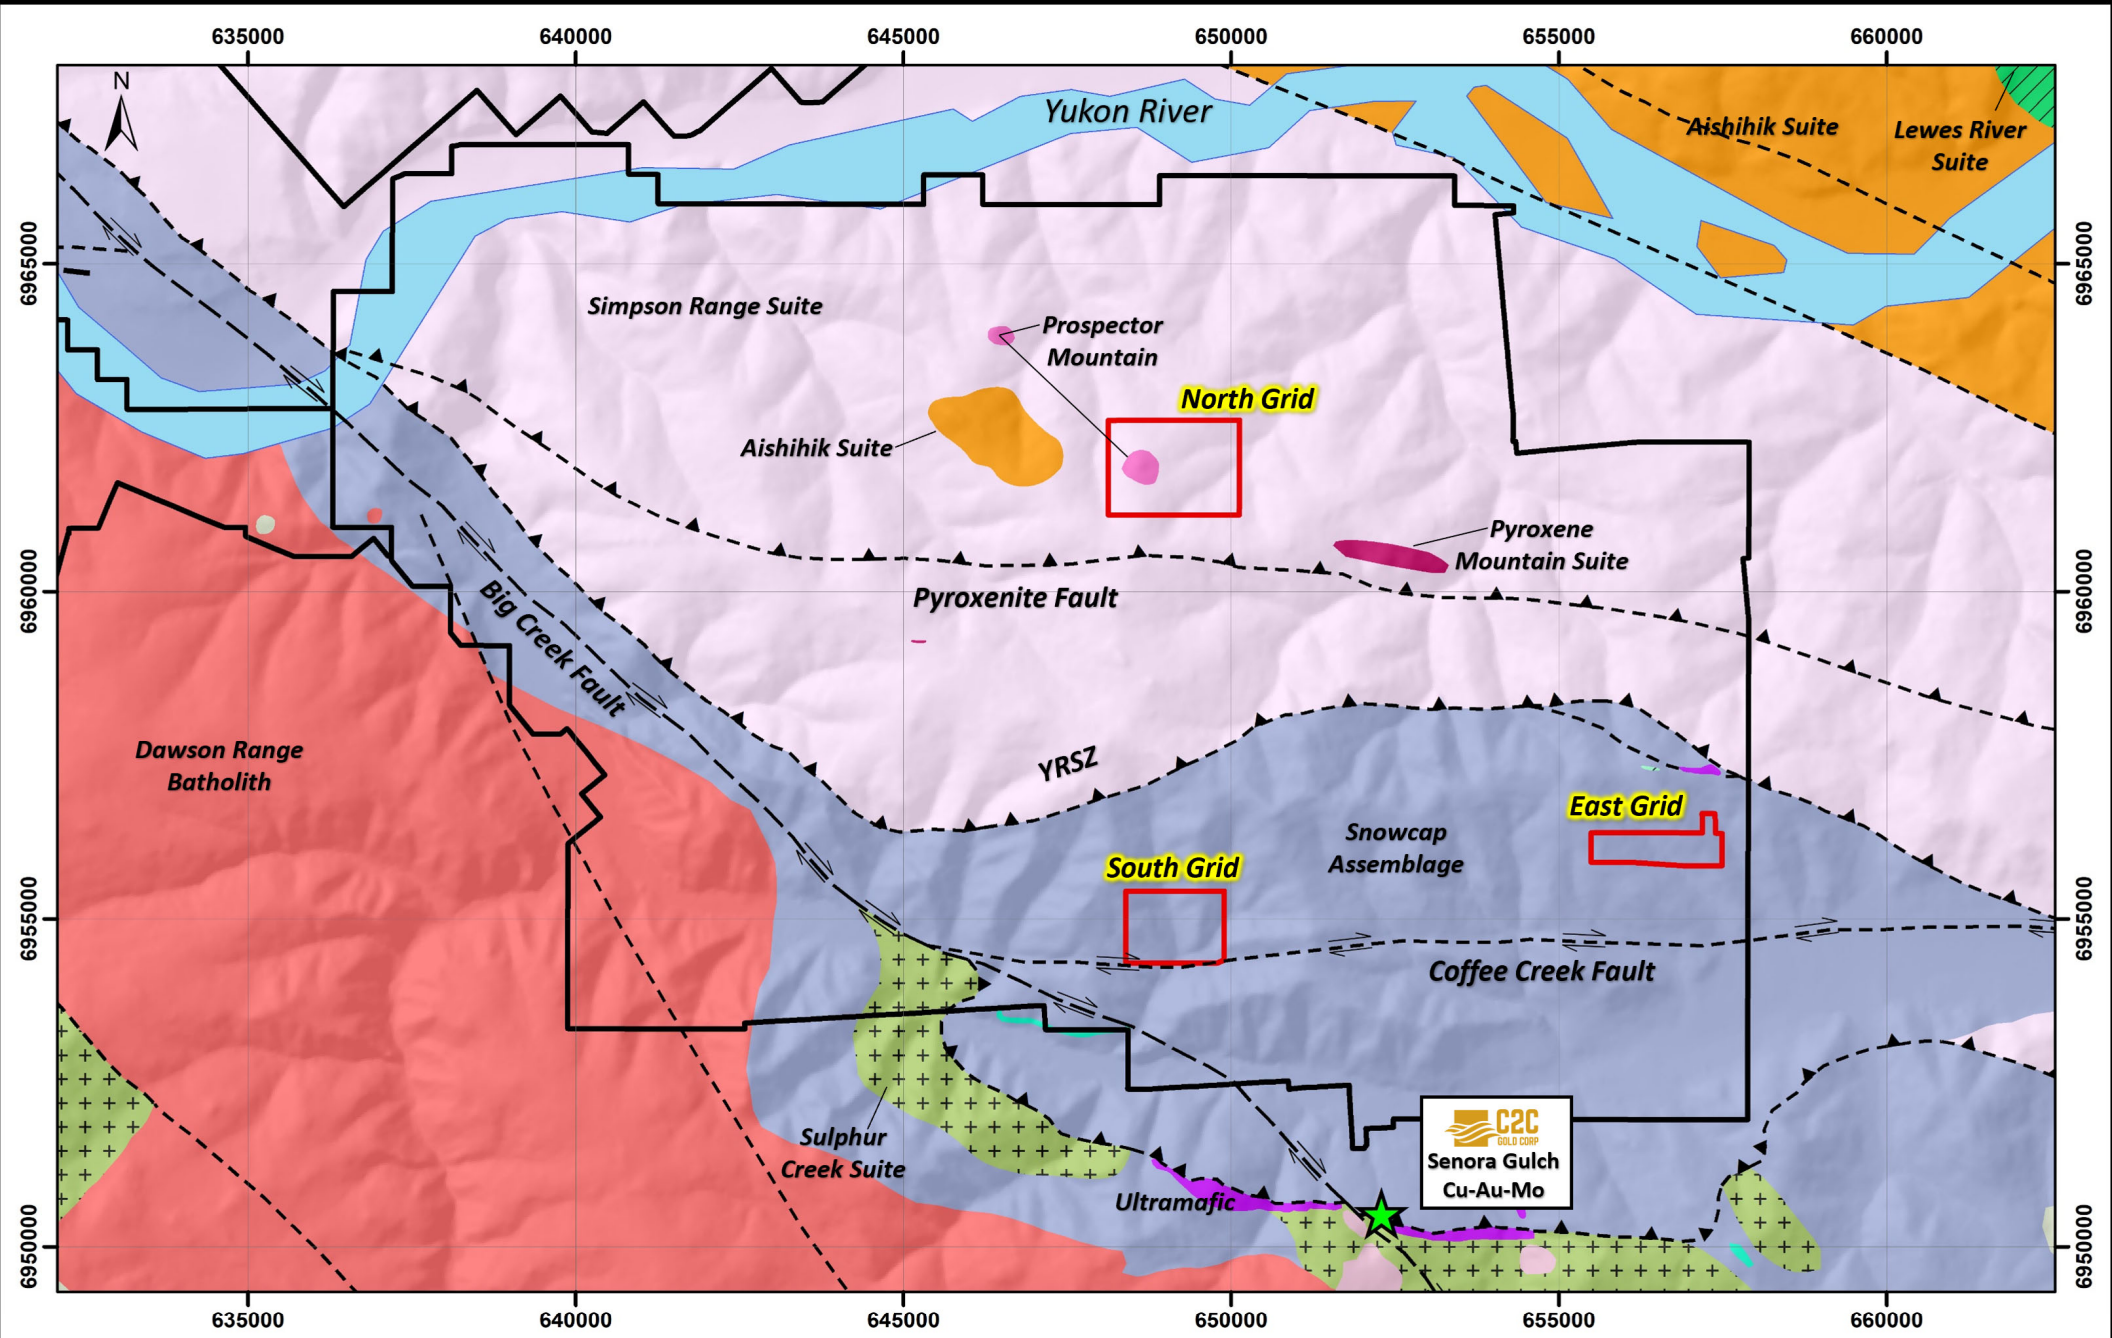 635000 640000 645000 650000 655000 660000
N
Yukon River
Aishihik Suite
Lewes River
Suite
6965000
6965000
Simpson Range Suite
Prospector
Mountain
North Grid
Aishihik Suite
Pyroxene
Mountain Suite
6960000
6960000
Pyroxenite Fault
Big Creek Fault
Dawson Range
Batholith
YRSZ
East Grid
Snowcap
Assemblage
South Grid
6955000
6955000
Coffee Creek Fault
C2C
GOLD CORP
Senora Gulch
Cu-Au-Mo
Sulphur
Creek Suite
Ultramafic
6950000
6950000
635000 640000 645000 650000 655000 660000